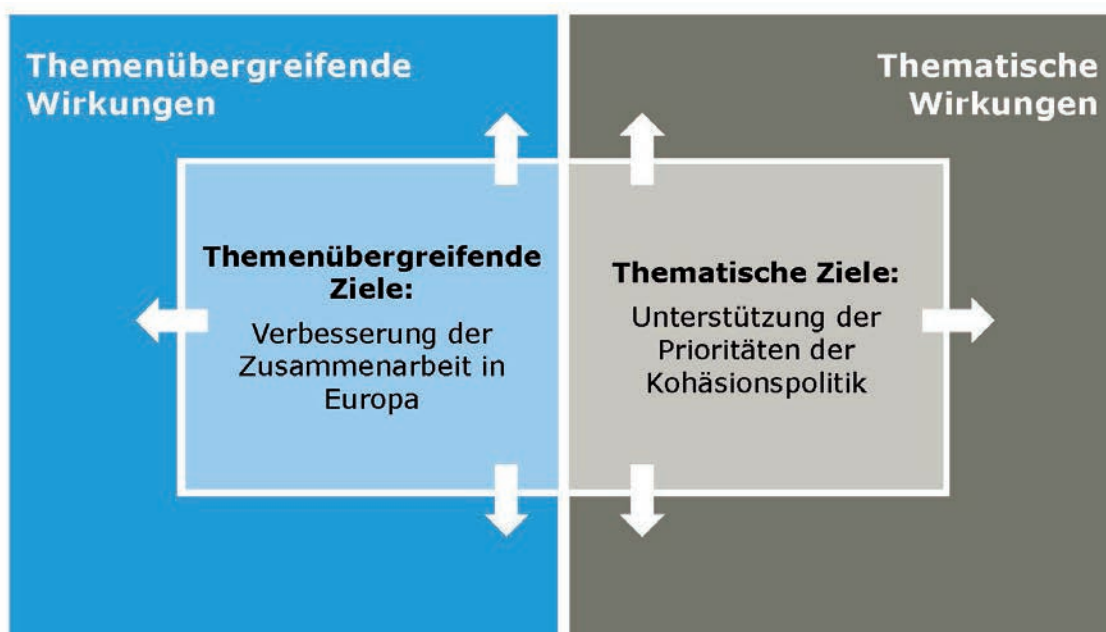 Themenübergreifende
Wirkungen
Thematische
Wirkungen
Themenübergreifende
Ziele:
Verbesserung der
Zusammenarbeit in
Europa
Thematische Ziele:
Unterstützung der
Prioritäten der
Kohäsionspolitik